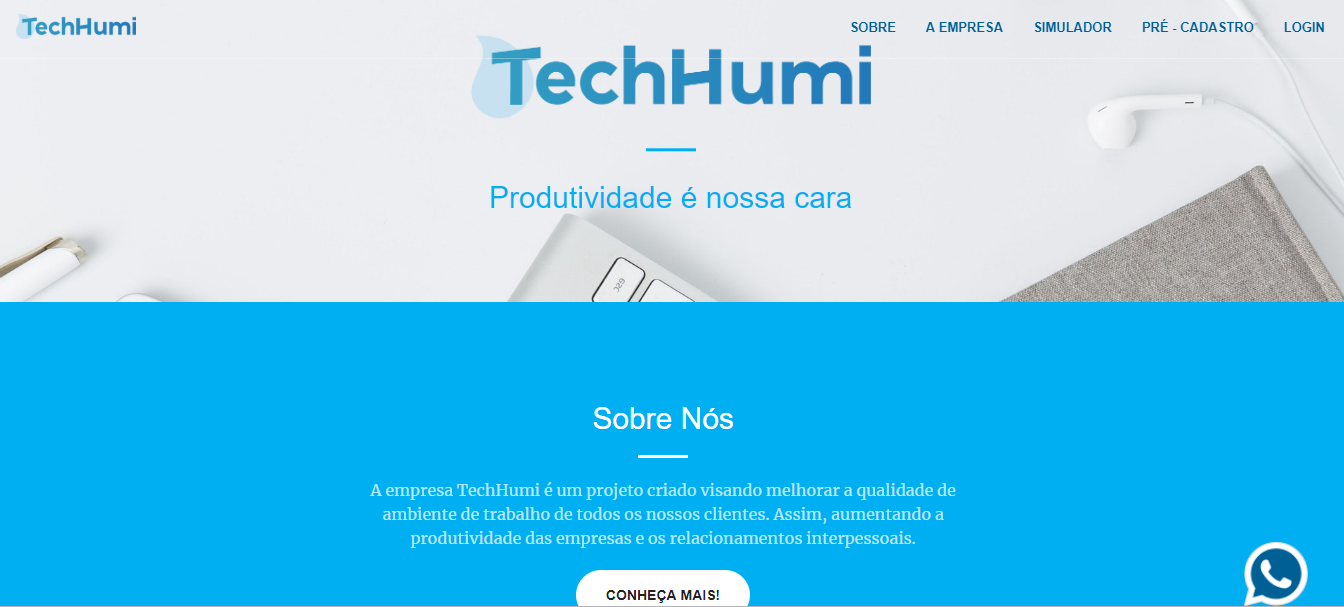 TechHumi
SOBRE
A EMPRESA
SIMULADOR
PRÉ - CADASTRO
LOGIN
TechHumi
Produtividade é nossa cara
esc
Sobre Nós
A empresa TechHumi é um projeto criado visando melhorar a qualidade de
ambiente de trabalho de todos os nossos clientes. Assim, aumentando a
produtividade das empresas e os relacionamentos interpessoais.
CONHEÇA MAIS!